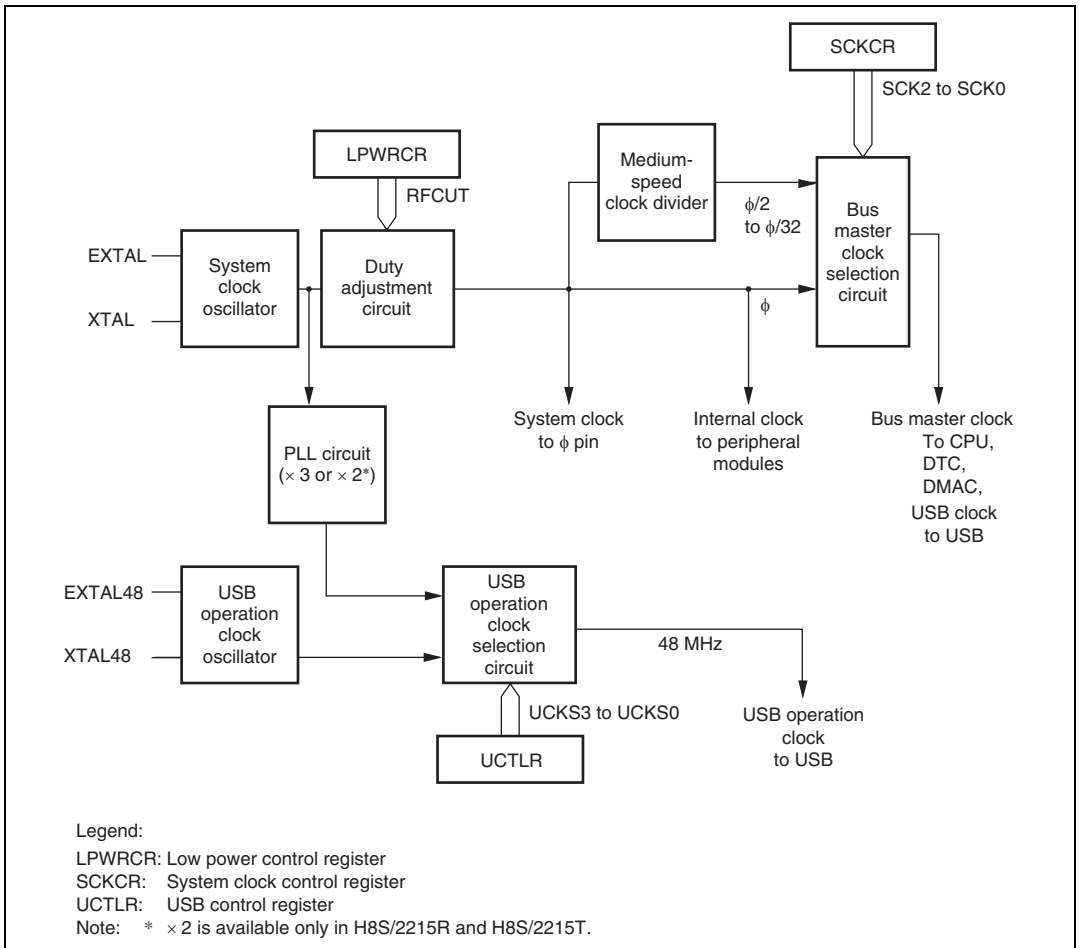 SCKCR
SCK2 to SCK0
LPWRCR
RFCUT
Medium-
speed
clock divider
ϕ/2
to ϕ/32
Bus
master
clock
selection
circuit
EXTAL
XTAL
System
clock
oscillator
Duty
adjustment
circuit
ϕ
System clock
to ϕ pin
Internal clock
to peripheral
modules
Bus master clock
To CPU,
DTC,
DMAC,
USB clock
to USB
PLL circuit
(× 3 or × 2*)
EXTAL48
XTAL48
USB
operation
clock
oscillator
USB
operation
clock
selection
circuit
48 MHz
UCKS3 to UCKS0
UCTLR
USB operation
clock
to USB
Legend:
LPWRCR: Low power control register
SCKCR: System clock control register
UCTLR: USB control register
Note: * × 2 is available only in H8S/2215R and H8S/2215T.